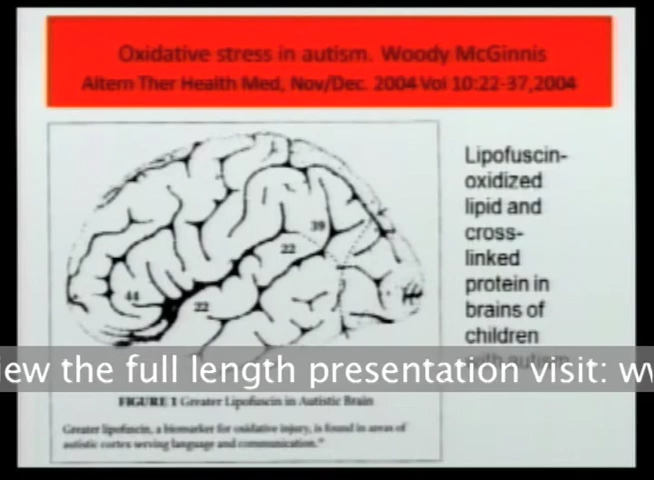 Oxidative stress in autism. Woody McGinnis
Altern Ther Health Med, Nov/Dec. 2004 Vol 10:22-37,2004
Lipofuscin-
oxidized
lipid and
cross-
linked
protein in
brains of
children
with autism
39
22
44
22
iew the full length presentation visit: w
FIGURE 1 Greater Lipofuscin in Autistic Brain
Greater lipofuscin, a biomarker for oxidative injury, is found in areas of
autistic cortex serving language and communication.